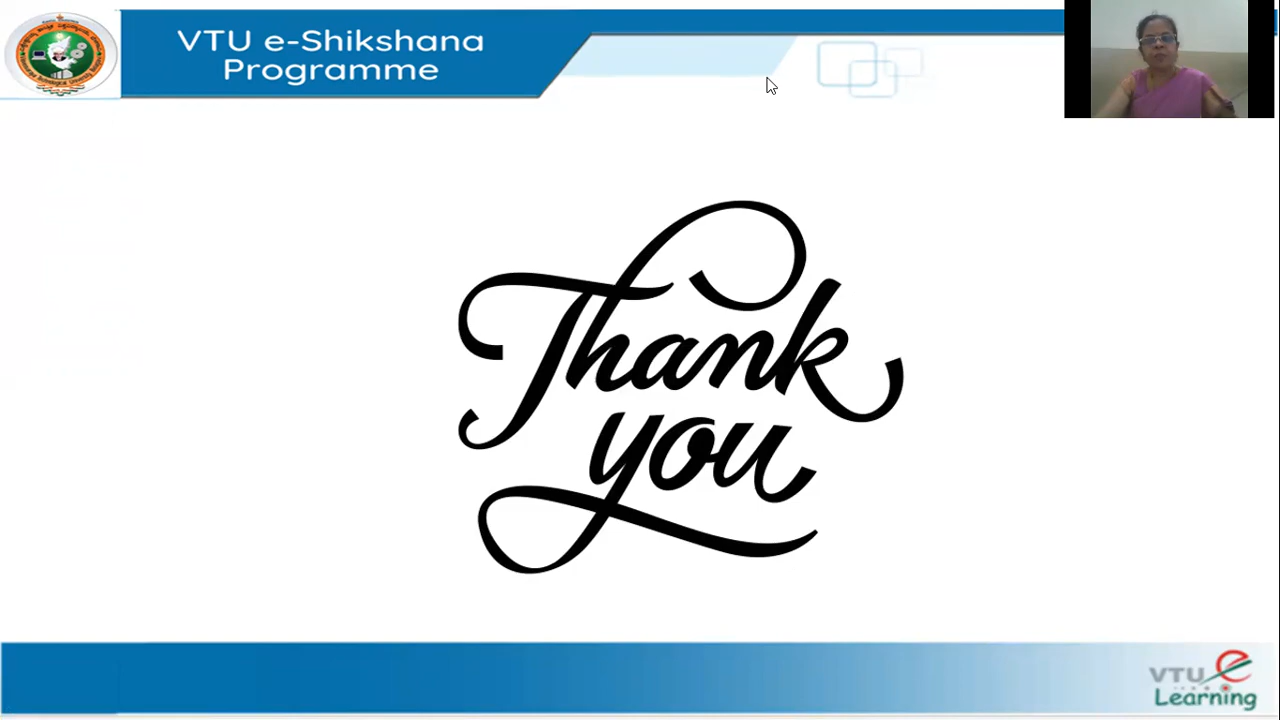 VTU e-Shikshana
Programme
Thank
you
VTU
Learning